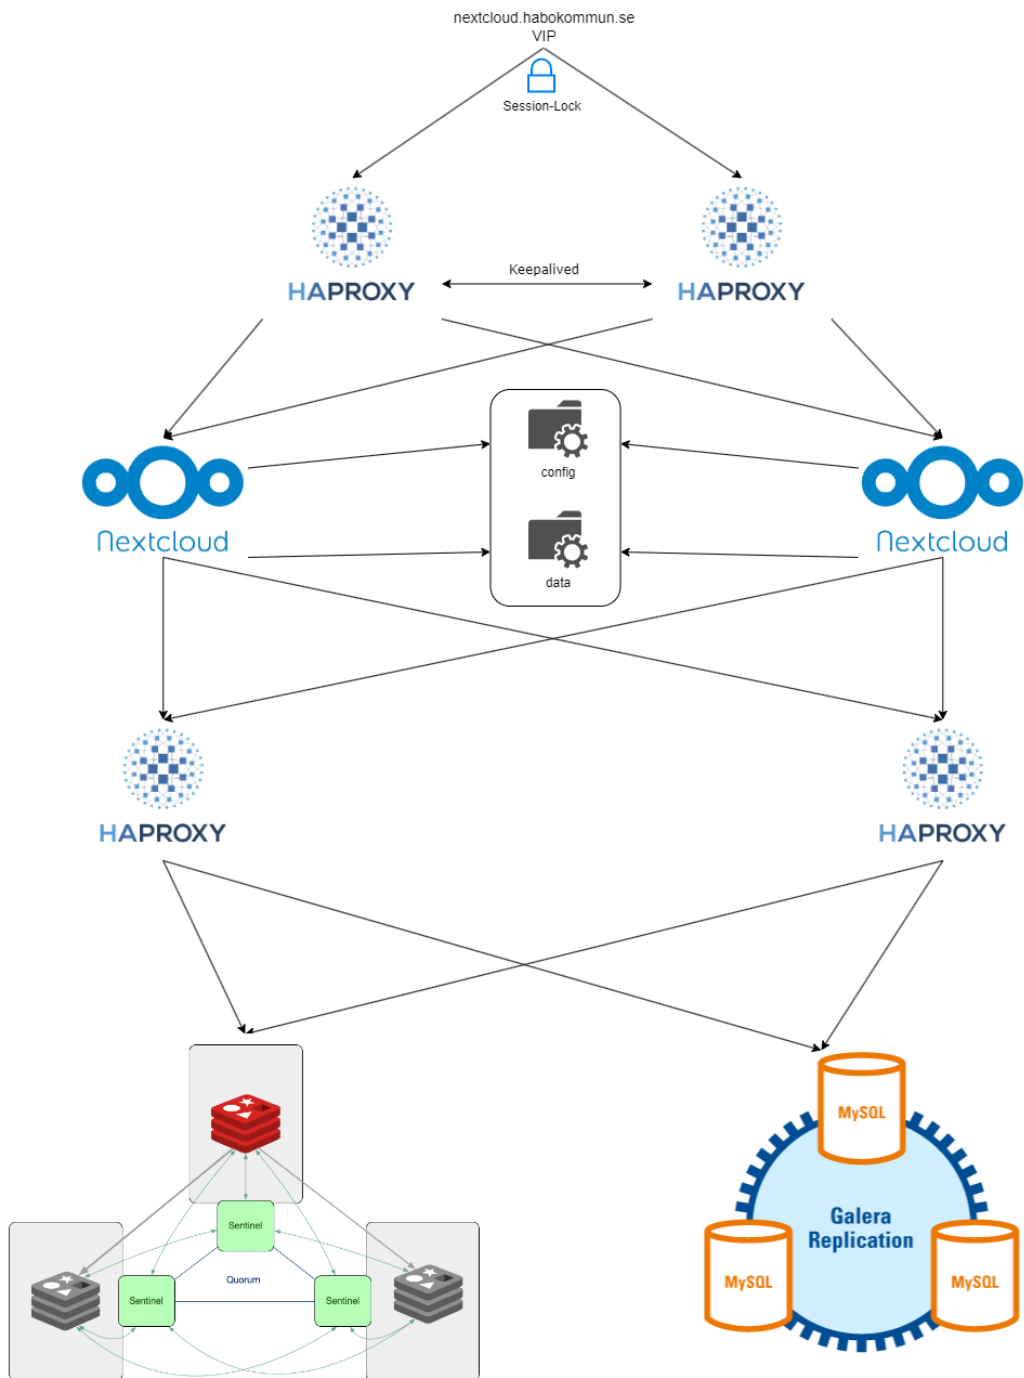 nextcloud.habokommun.se
VIP
Session-Lock
HAPROXY
Keepalived
HAPROXY
config
Nextcloud
Nextcloud
data
HAPROXY
HAPROXY
MySQL
Sentinel
Galera
Replication
Quorum
Sentinel
Sentinel
MySQL
MySQL